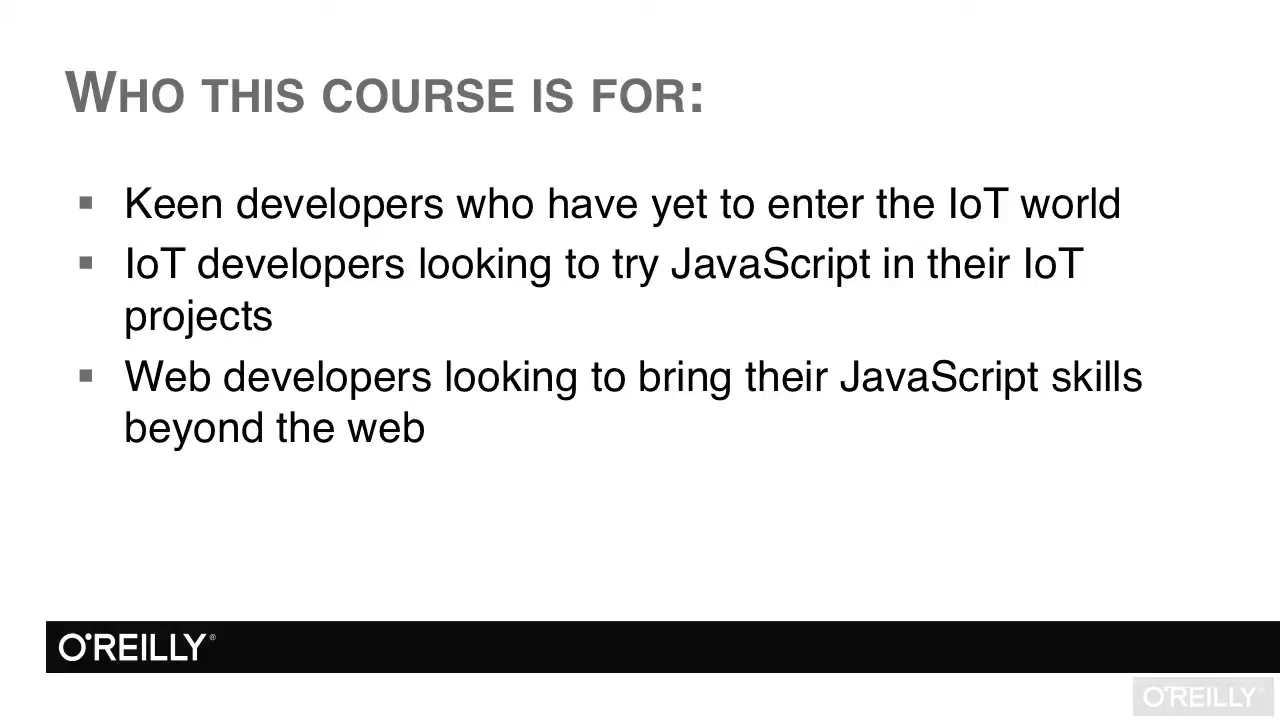 WHO THIS COURSE IS FOR:
▪ Keen developers who have yet to enter the IoT world
▪ IoT developers looking to try JavaScript in their IoT
projects
▪ Web developers looking to bring their JavaScript skills
beyond the web
O'REILLY®
O'REILLY®